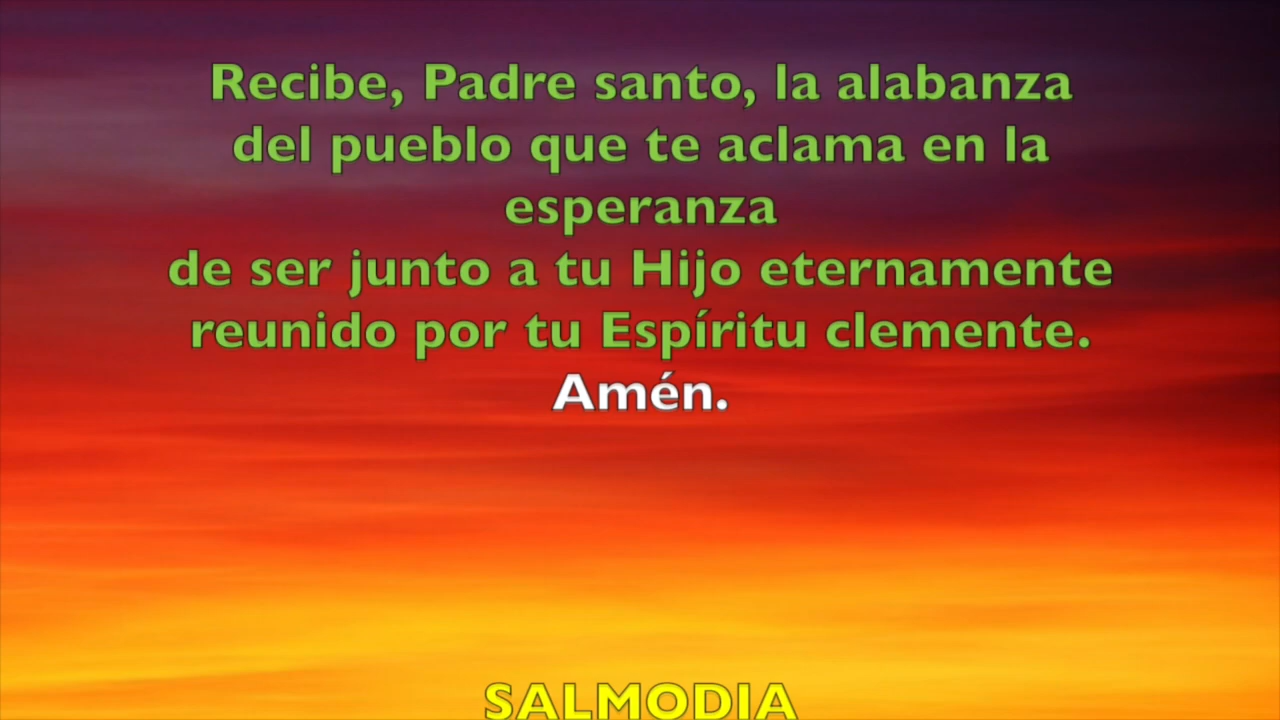 Recibe, Padre santo, la alabanza
del pueblo que te aclama en la
esperanza
de ser junto a tu Hijo eternamente
reunido por tu Espíritu clemente.
Amén.
SALMODIA